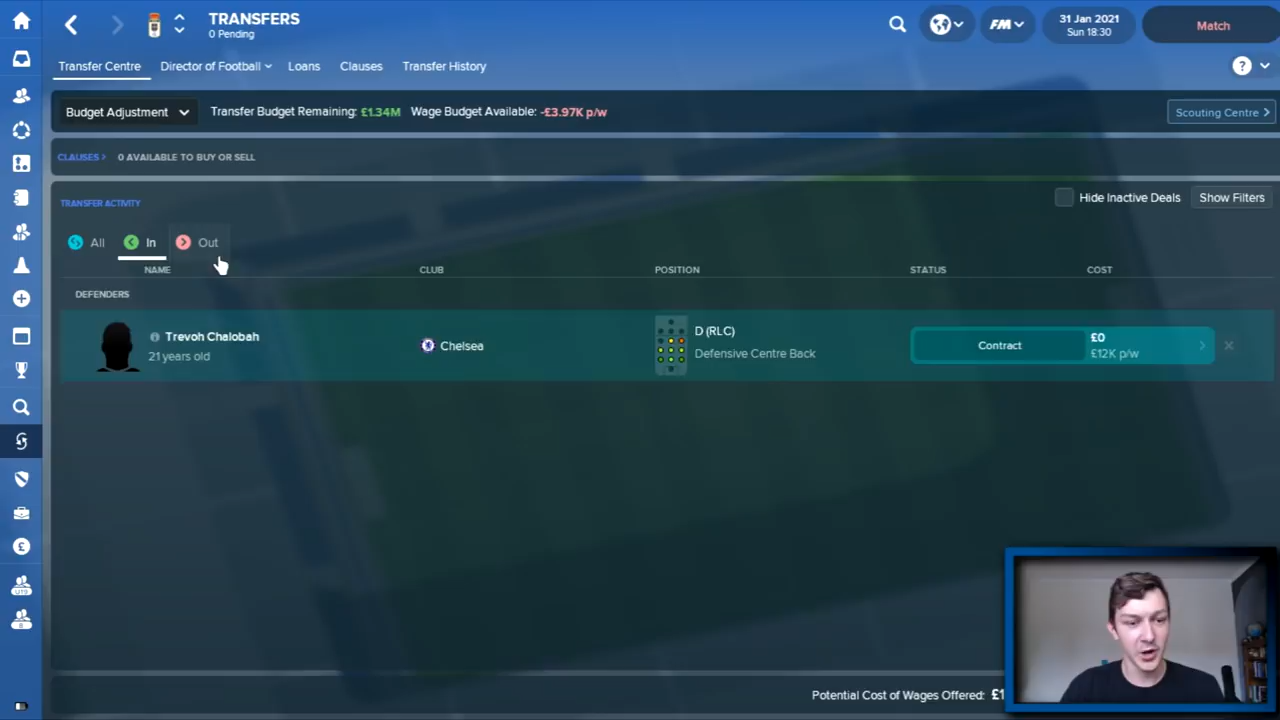 TRANSFERS
0 Pending
FM
31 Jan 2021
Sun 18:30
Match
Transfer Centre
Director of Football
Loans
Clauses
Transfer History
?
Budget Adjustment
Transfer Budget Remaining: £1.34M
Wage Budget Available: -£3.97K p/w
Scouting Centre >
CLAUSES >
0 AVAILABLE TO BUY OR SELL
TRANSFER ACTIVITY
Hide Inactive Deals
Show Filters
All
In
Out
NAME
CLUB
POSITION
STATUS
COST
DEFENDERS
Trevoh Chalobah
21 years old
Chelsea
D (RLC)
Defensive Centre Back
Contract
£0
£12K p/w
U19
Potential Cost of Wages Offered: £1